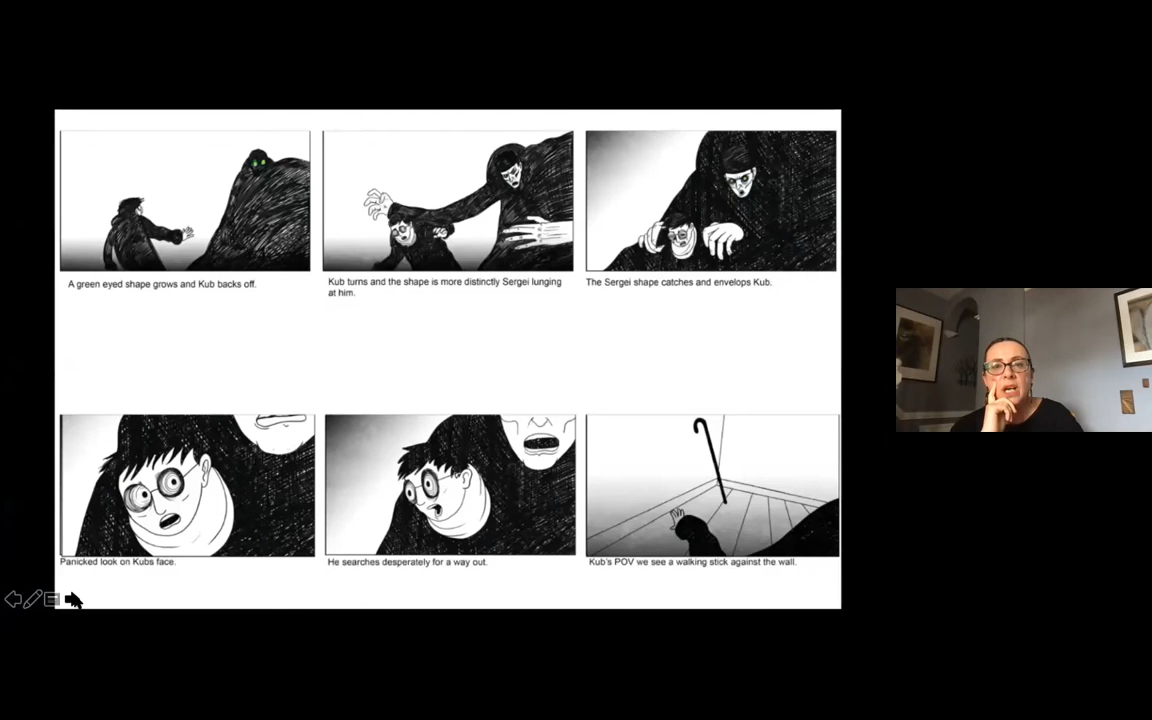 A green eyed shape grows and Kub backs off.
Kub turns and the shape is more distinctly Sergei lunging
at him.
The Sergei shape catches and envelops Kub.
Panicked look on Kubs face.
He searches desperately for a way out.
Kub's POV we see a walking stick against the wall.